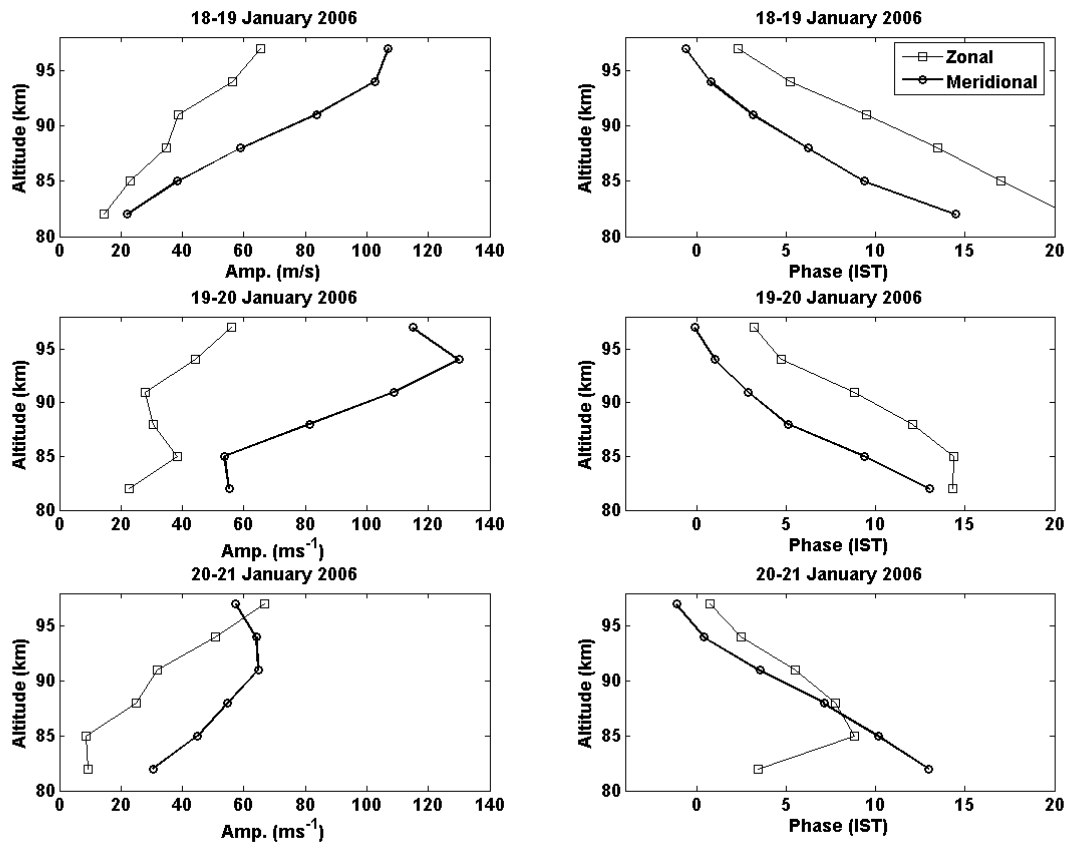 18-19 January 2006
95
90
85
80
Altitude (km)
0 20 40 60 80 100 120 140
Amp. (m/s)
18-19 January 2006
Zonal
Meridional
95
90
85
80
Altitude (km)
0 5 10 15 20
Phase (IST)
19-20 January 2006
95
90
85
80
Altitude (km)
0 20 40 60 80 100 120 140
Amp. (ms⁻¹)
19-20 January 2006
95
90
85
80
Altitude (km)
0 5 10 15 20
Phase (IST)
20-21 January 2006
95
90
85
80
Altitude (km)
0 20 40 60 80 100 120 140
Amp. (ms⁻¹)
20-21 January 2006
95
90
85
80
Altitude (km)
0 5 10 15 20
Phase (IST)